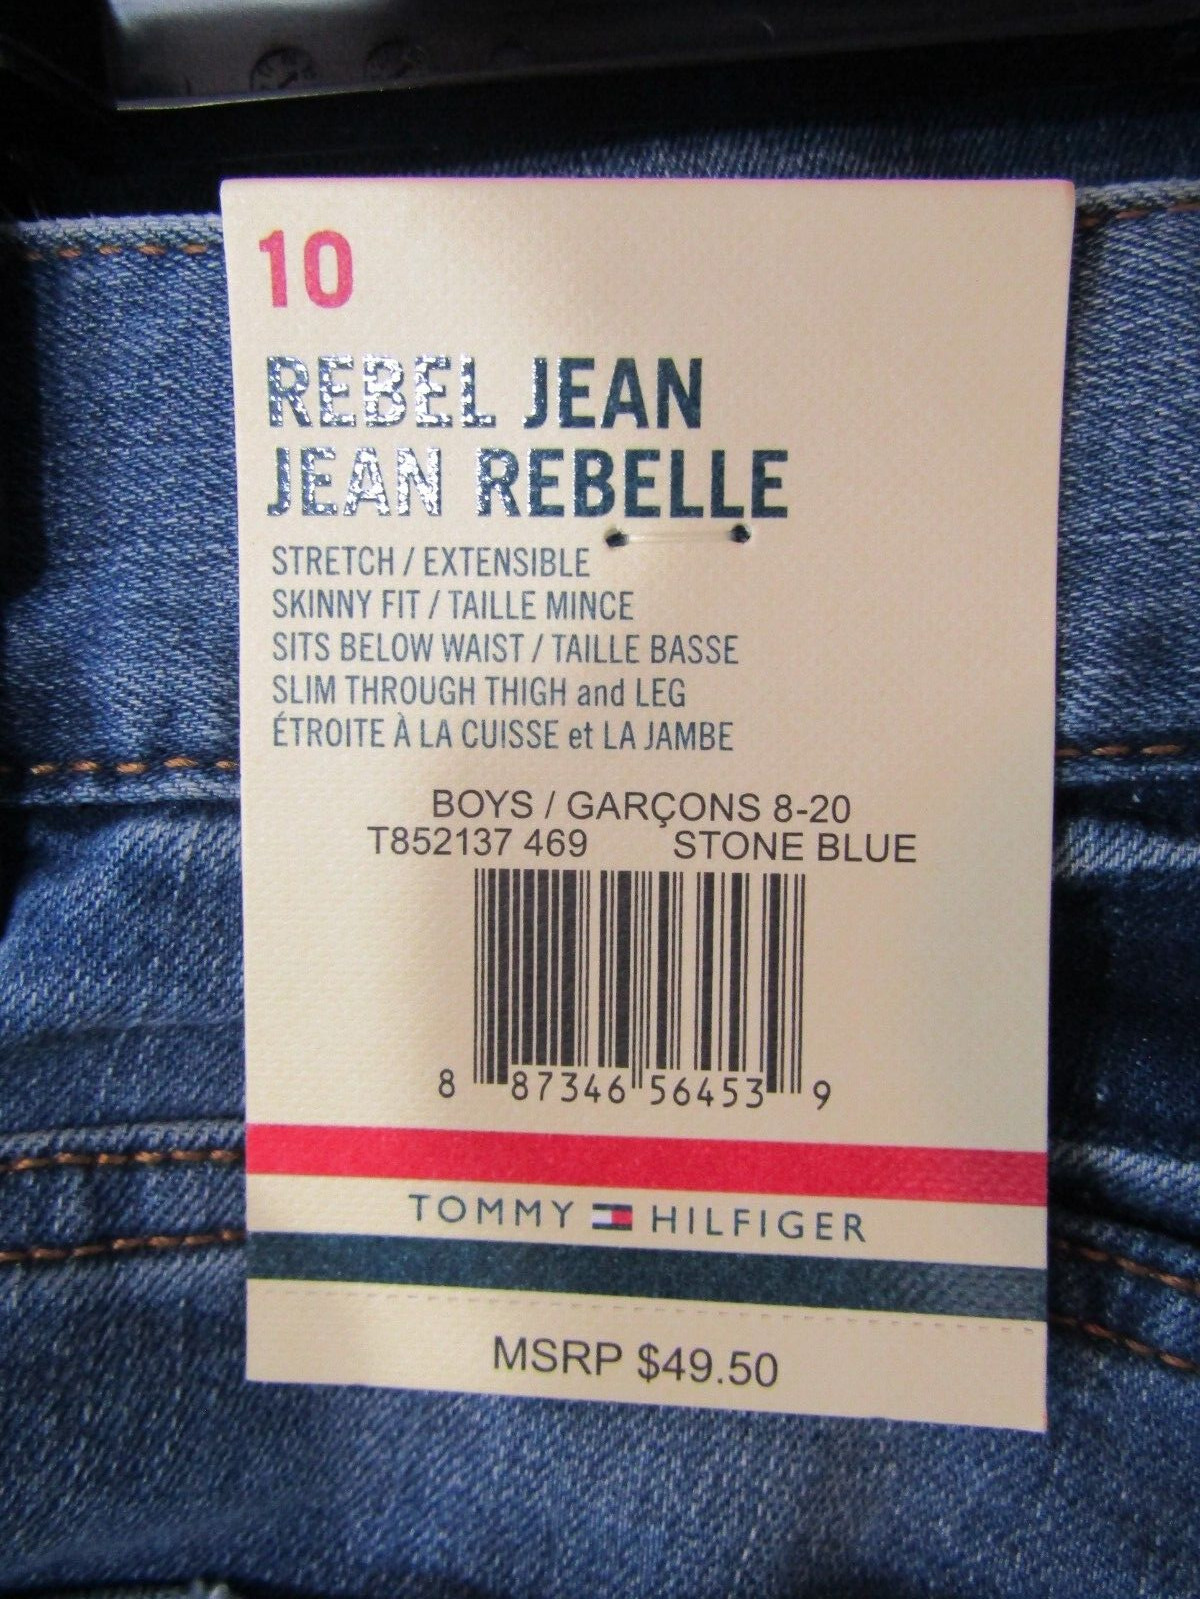 10
REBEL JEAN
JEAN REBELLE
STRETCH / EXTENSIBLE
SKINNY FIT / TAILLE MINCE
SITS BELOW WAIST / TAILLE BASSE
SLIM THROUGH THIGH and LEG
ÉTROITE À LA CUISSE et LA JAMBE
BOYS / GARÇONS 8-20
T852137 469 STONE BLUE
8 87346 56453 9
TOMMY HILFIGER
MSRP $49.50